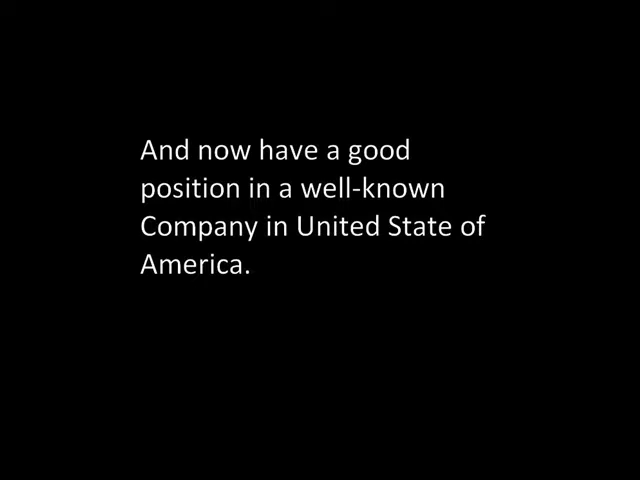 And now have a good
position in a well-known
Company in United State of
America.